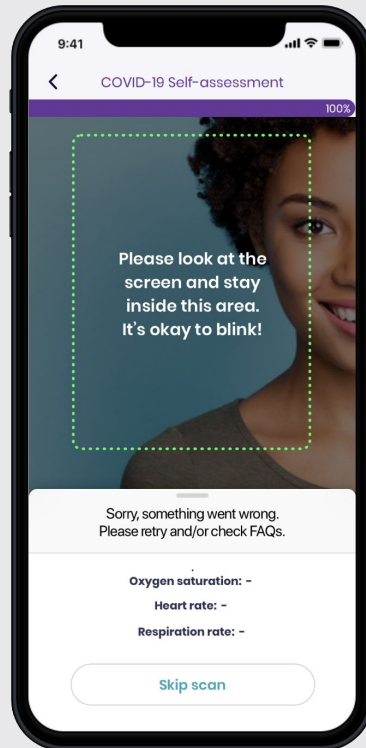 9:41
COVID-19 Self-assessment
100%
Please look at the
screen and stay
inside this area.
It's okay to blink!
Sorry, something went wrong.
Please retry and/or check FAQs.
.
Oxygen saturation: -
Heart rate: -
Respiration rate: -
Skip scan